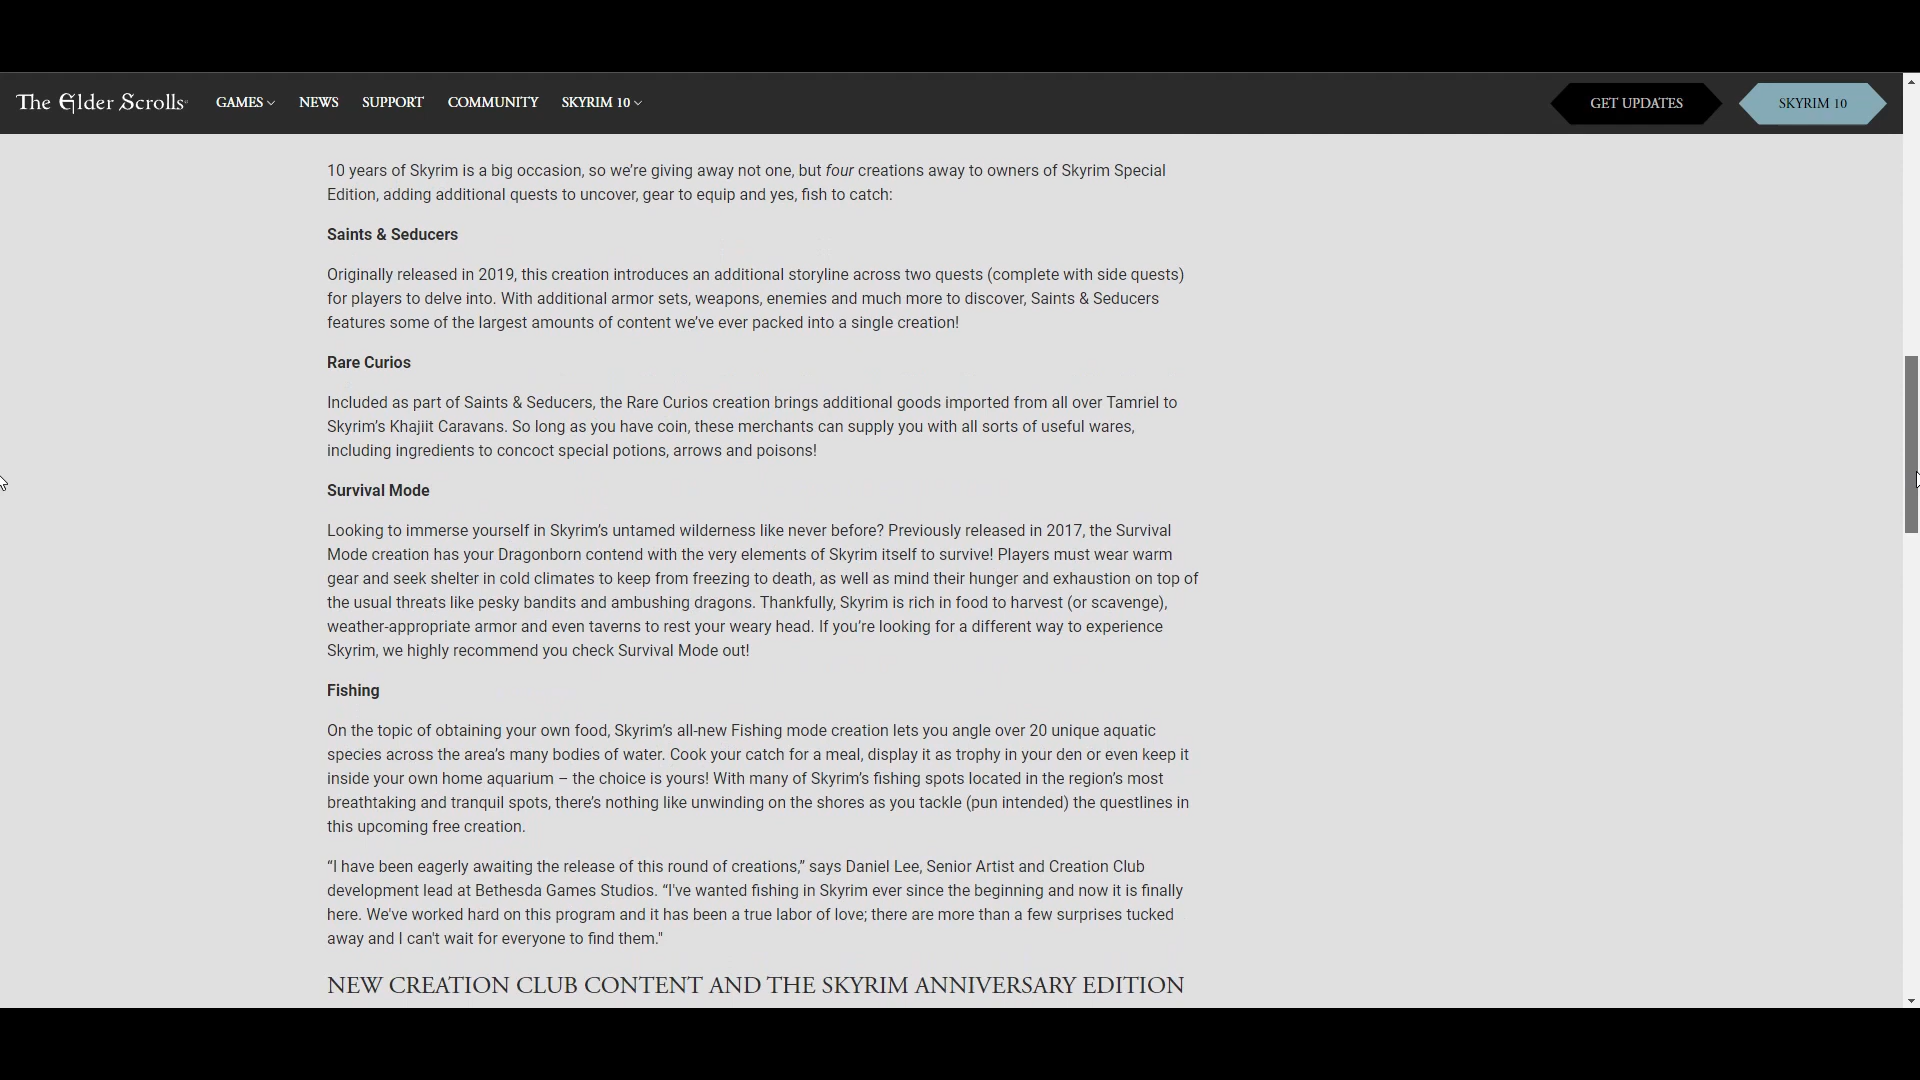 The Elder Scrolls
GAMES NEWS SUPPORT COMMUNITY SKYRIM 10
GET UPDATES
SKYRIM 10
10 years of Skyrim is a big occasion, so we’re giving away not one, but four creations away to owners of Skyrim Special
Edition, adding additional quests to uncover, gear to equip and yes, fish to catch:
Saints & Seducers
Originally released in 2019, this creation introduces an additional storyline across two quests (complete with side quests)
for players to delve into. With additional armor sets, weapons, enemies and much more to discover, Saints & Seducers
features some of the largest amounts of content we’ve ever packed into a single creation!
Rare Curios
Included as part of Saints & Seducers, the Rare Curios creation brings additional goods imported from all over Tamriel to
Skyrim’s Khajiit Caravans. So long as you have coin, these merchants can supply you with all sorts of useful wares,
including ingredients to concoct special potions, arrows and poisons!
Survival Mode
Looking to immerse yourself in Skyrim’s untamed wilderness like never before? Previously released in 2017, the Survival
Mode creation has your Dragonborn contend with the very elements of Skyrim itself to survive! Players must wear warm
gear and seek shelter in cold climates to keep from freezing to death, as well as mind their hunger and exhaustion on top of
the usual threats like pesky bandits and ambushing dragons. Thankfully, Skyrim is rich in food to harvest (or scavenge),
weather-appropriate armor and even taverns to rest your weary head. If you’re looking for a different way to experience
Skyrim, we highly recommend you check Survival Mode out!
Fishing
On the topic of obtaining your own food, Skyrim’s all-new Fishing mode creation lets you angle over 20 unique aquatic
species across the area’s many bodies of water. Cook your catch for a meal, display it as trophy in your den or even keep it
inside your own home aquarium – the choice is yours! With many of Skyrim’s fishing spots located in the region’s most
breathtaking and tranquil spots, there’s nothing like unwinding on the shores as you tackle (pun intended) the questlines in
this upcoming free creation.
“I have been eagerly awaiting the release of this round of creations,” says Daniel Lee, Senior Artist and Creation Club
development lead at Bethesda Games Studios. “I've wanted fishing in Skyrim ever since the beginning and now it is finally
here. We've worked hard on this program and it has been a true labor of love; there are more than a few surprises tucked
away and I can't wait for everyone to find them."
NEW CREATION CLUB CONTENT AND THE SKYRIM ANNIVERSARY EDITION